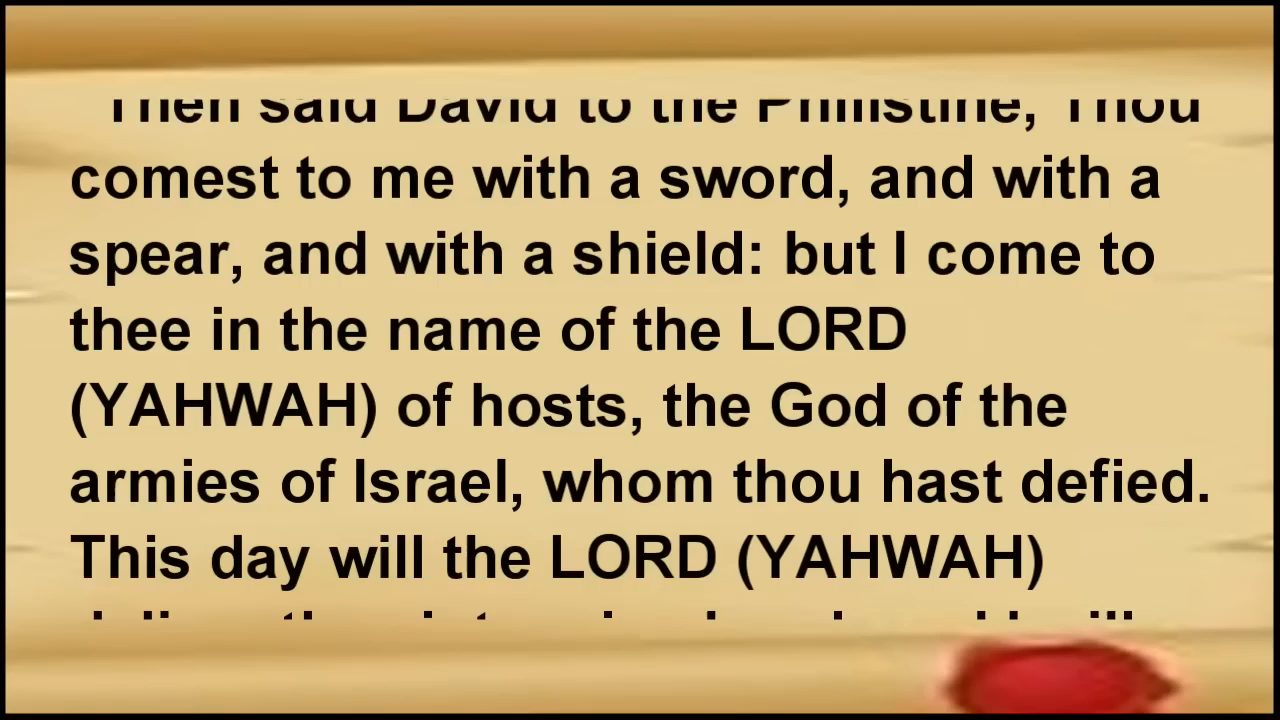 Then said David to the Philistine, Thou
comest to me with a sword, and with a
spear, and with a shield: but I come to
thee in the name of the LORD
(YAHWAH) of hosts, the God of the
armies of Israel, whom thou hast defied.
This day will the LORD (YAHWAH)